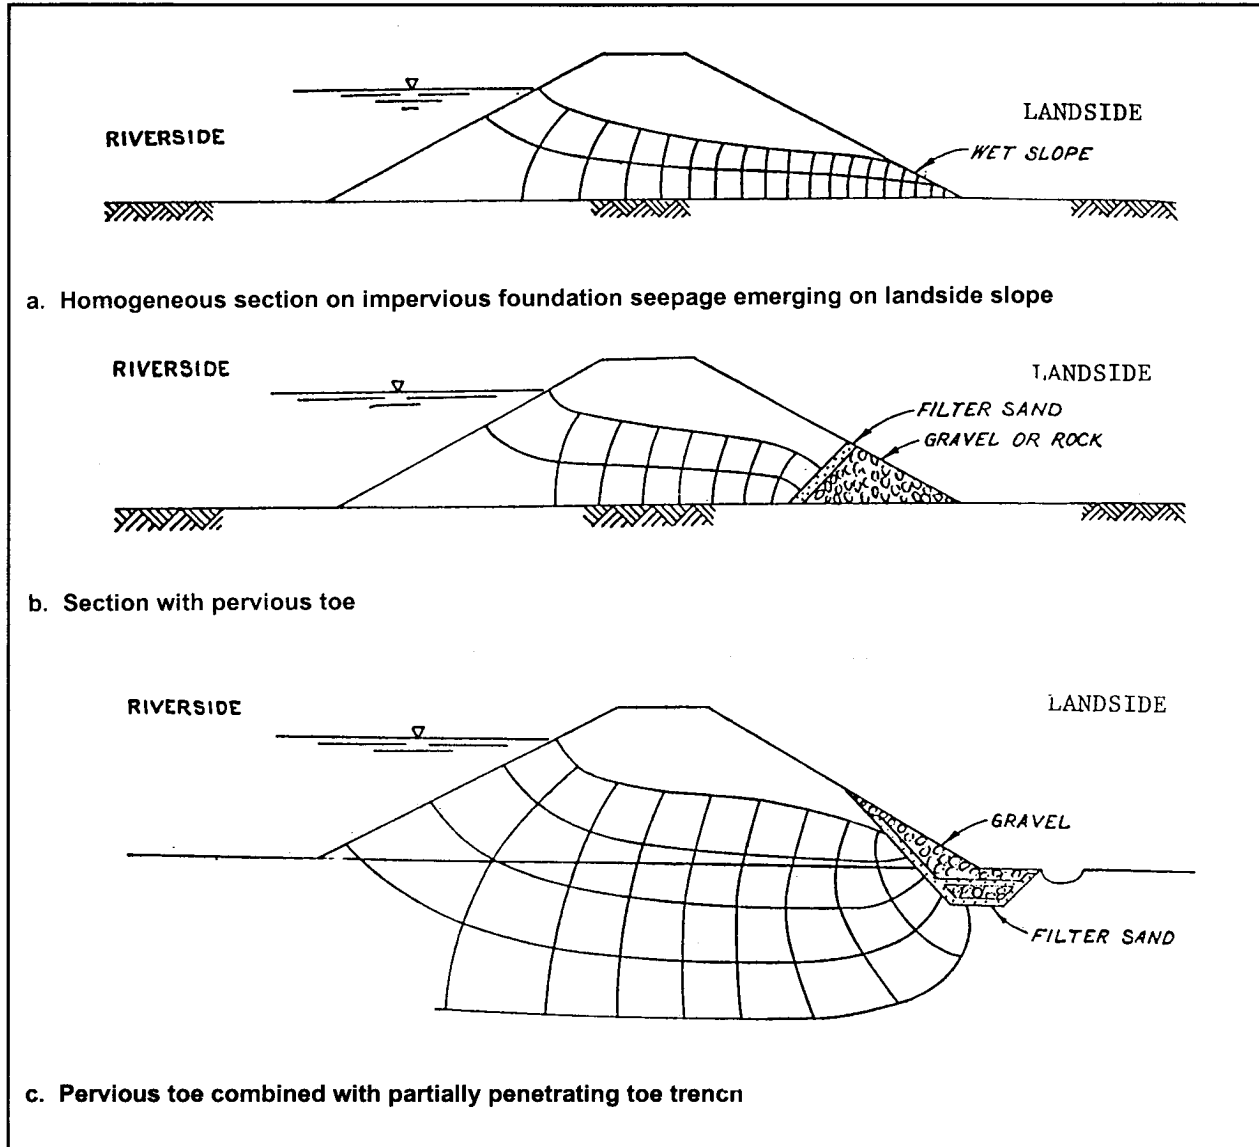 LANDSIDE
RIVERSIDE
WET SLOPE
a. Homogeneous section on impervious foundation seepage emerging on landside slope
RIVERSIDE
LANDSIDE
FILTER SAND
GRAVEL OR ROCK
b. Section with pervious toe
RIVERSIDE
LANDSIDE
GRAVEL
FILTER SAND
c. Pervious toe combined with partially penetrating toe trench